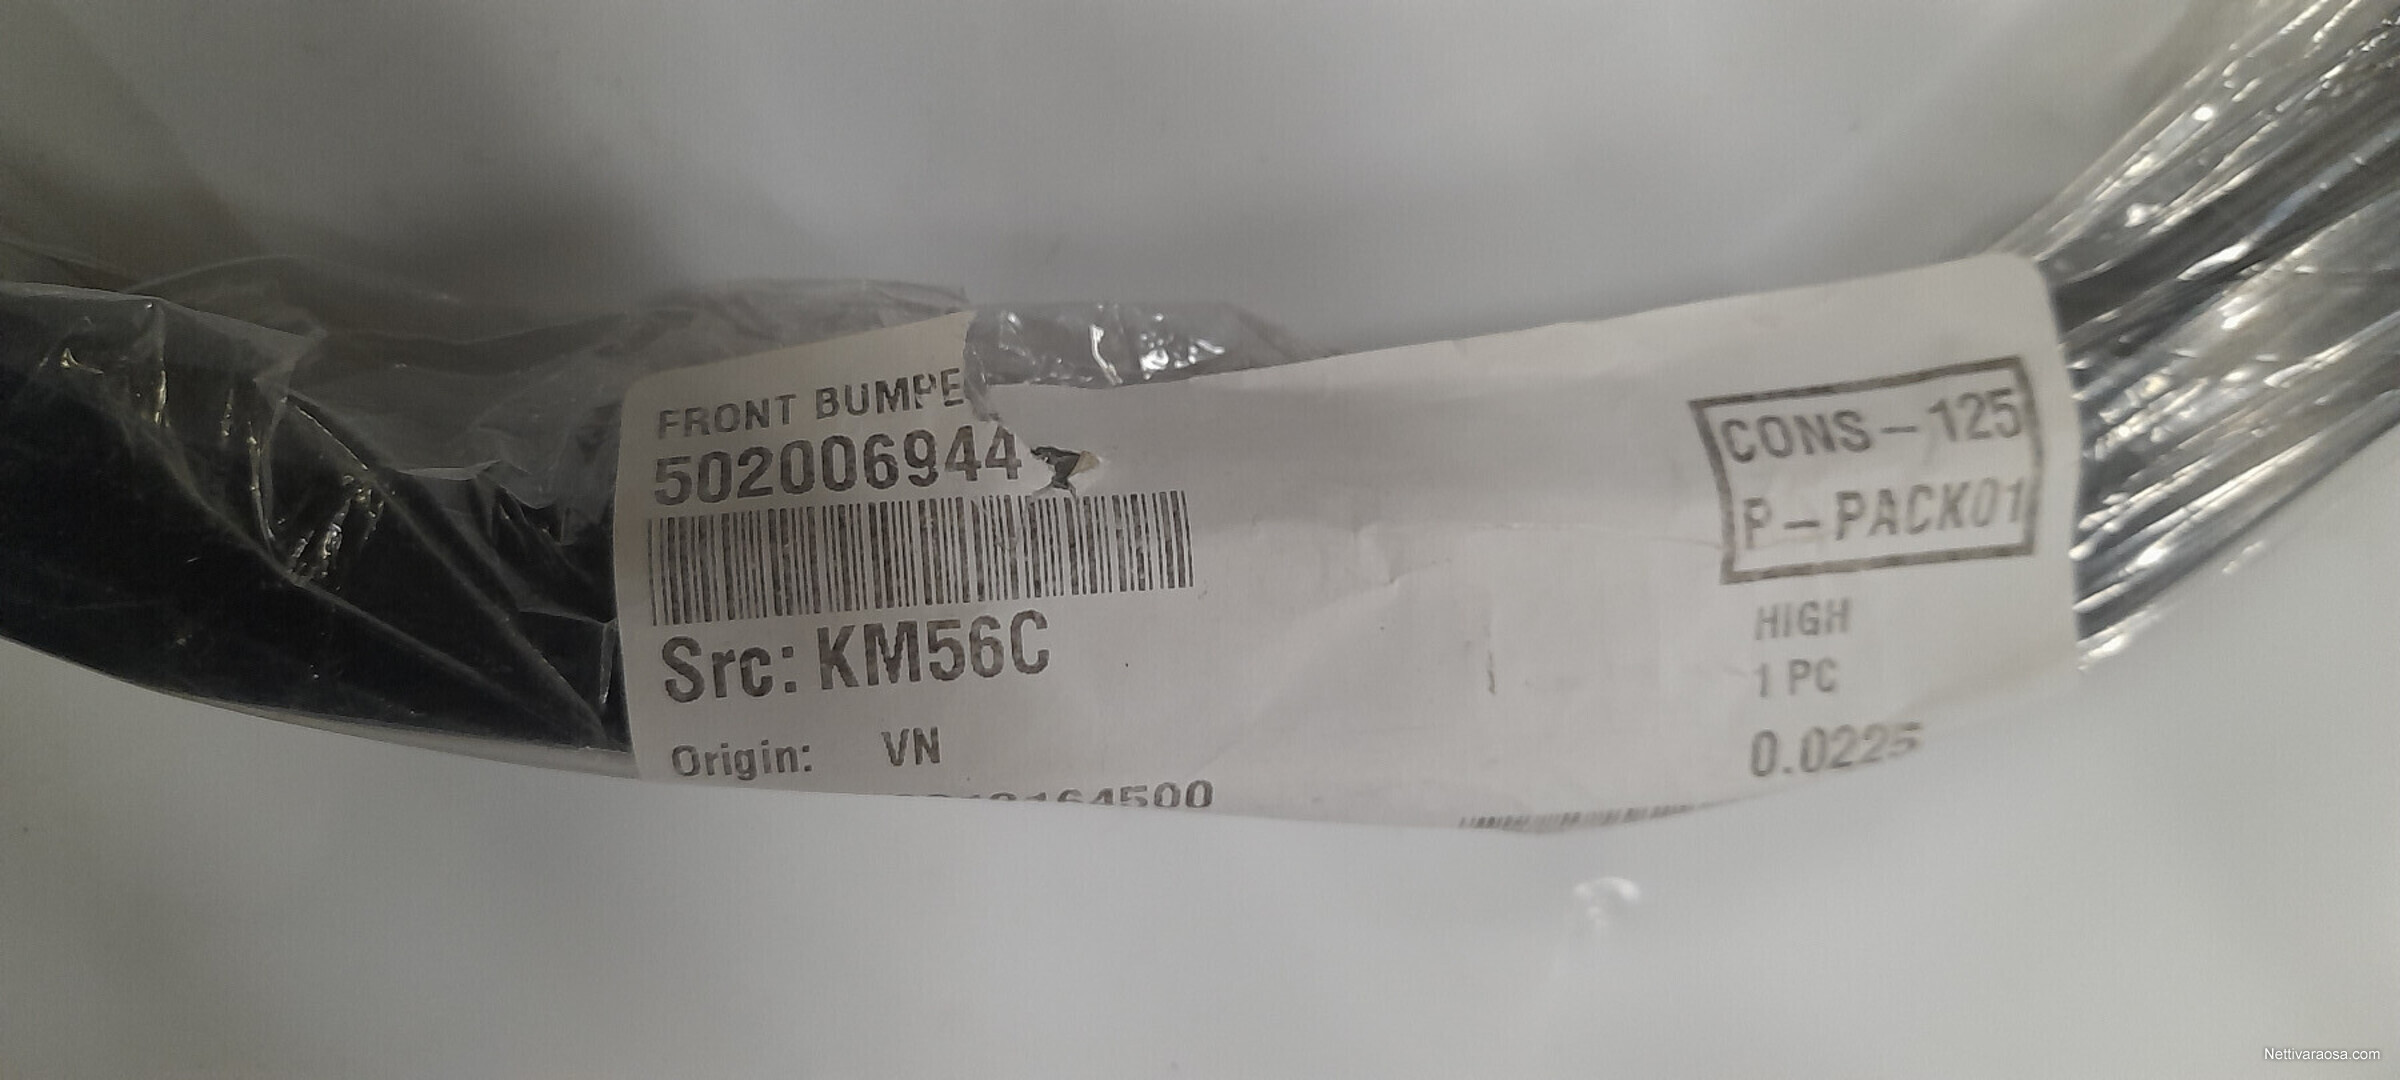 FRONT BUMPE
502006944
Src: KM56C
Origin: VN
CONS-125
P-PACK01
HIGH
1 PC
0.0225
Nettivaraosa.com